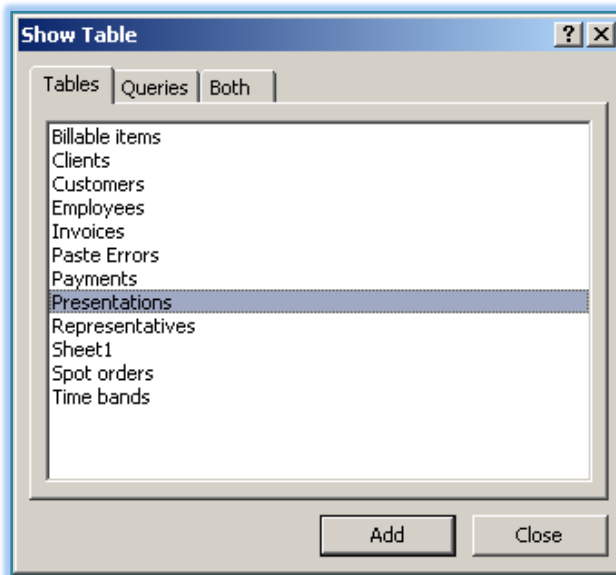 Show Table
Tables Queries Both
Billable items
Clients
Customers
Employees
Invoices
Paste Errors
Payments
Presentations
Representatives
Sheet1
Spot orders
Time bands
Add Close